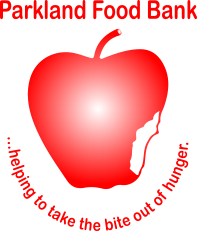 Parkland Food Bank
...helping to take the bite out of hunger.